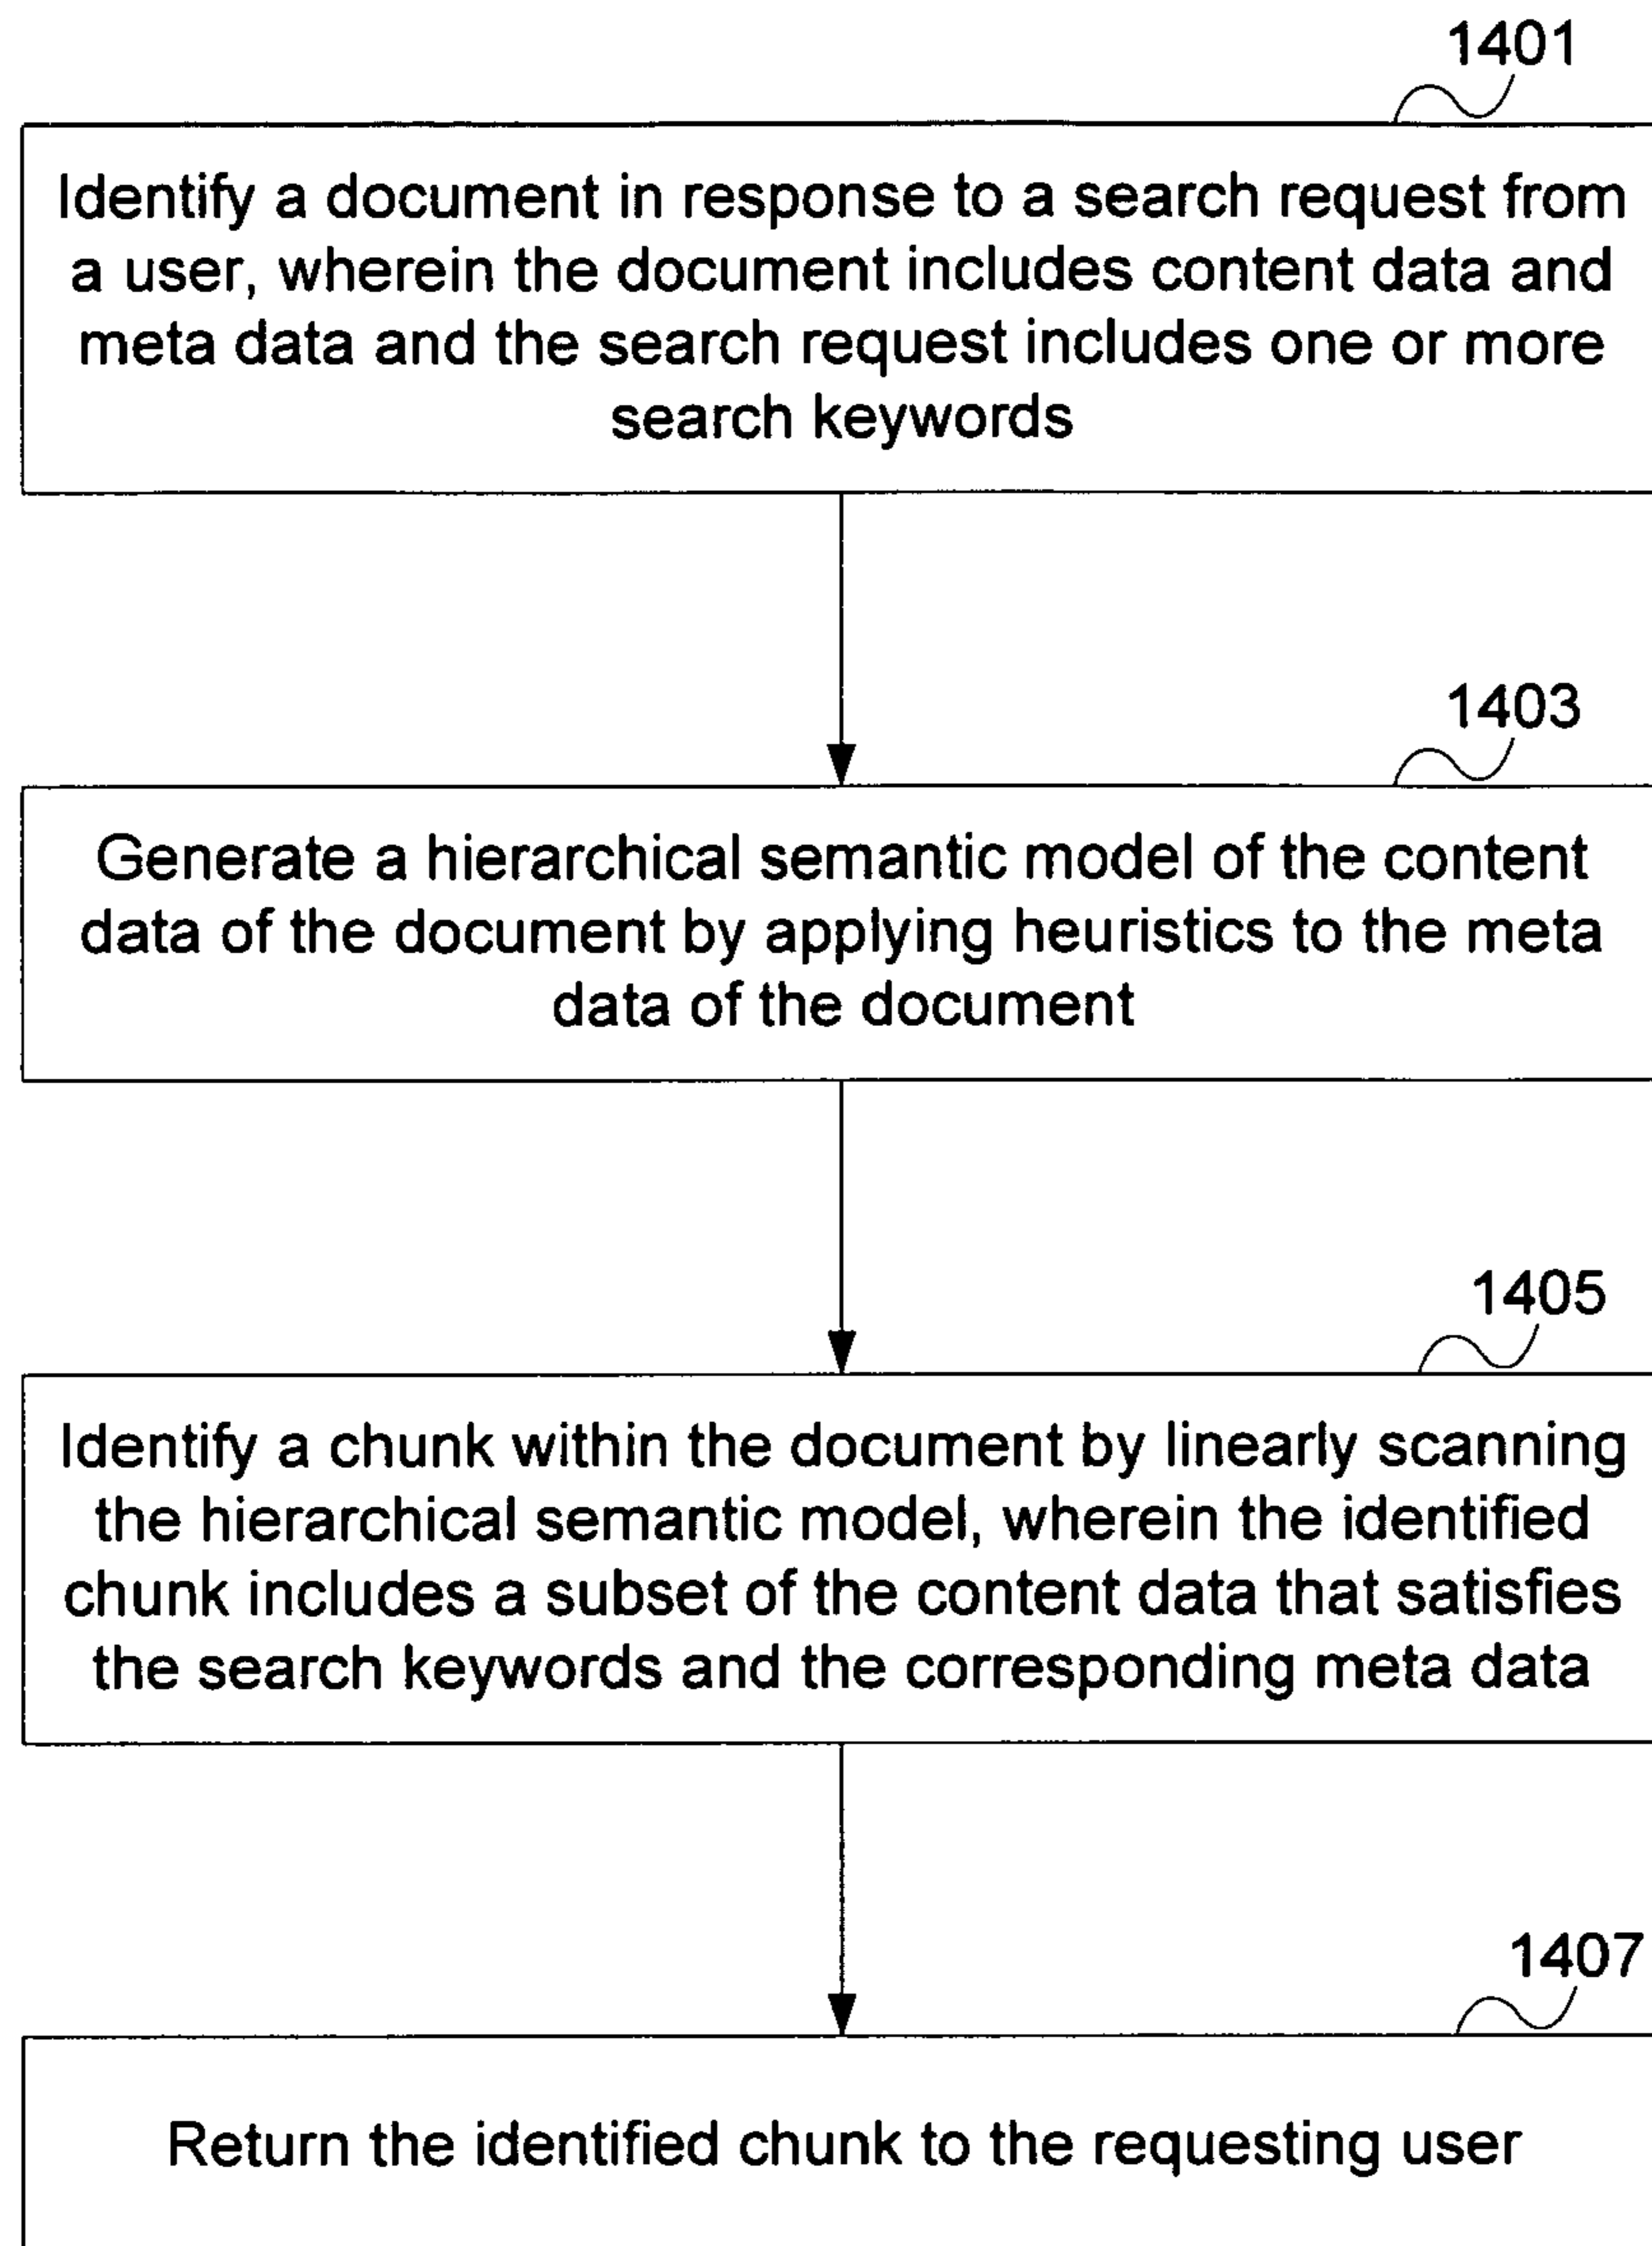 1401
Identify a document in response to a search request from
a user, wherein the document includes content data and
meta data and the search request includes one or more
search keywords
1403
Generate a hierarchical semantic model of the content
data of the document by applying heuristics to the meta
data of the document
1405
Identify a chunk within the document by linearly scanning
the hierarchical semantic model, wherein the identified
chunk includes a subset of the content data that satisfies
the search keywords and the corresponding meta data
1407
Return the identified chunk to the requesting user